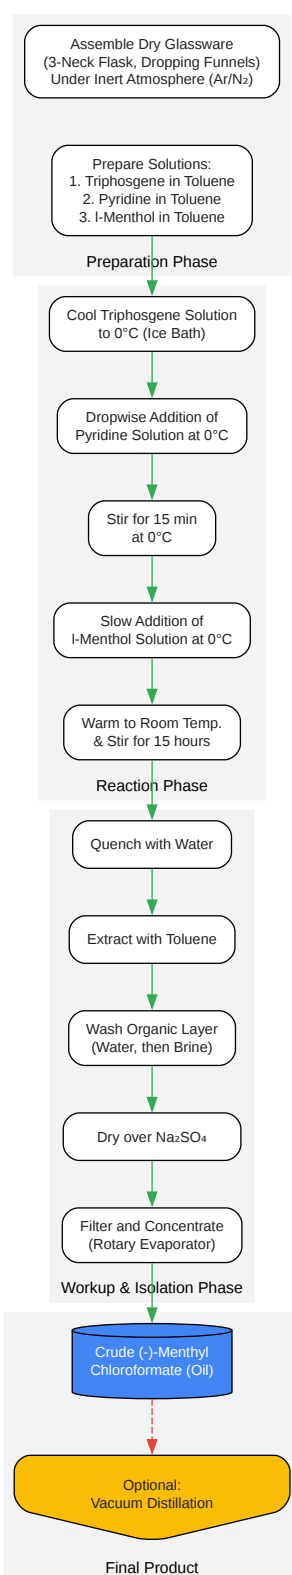 Assemble Dry Glassware
(3-Neck Flask, Dropping Funnels)
Under Inert Atmosphere (Ar/N₂)
Prepare Solutions:
1. Triphosgene in Toluene
2. Pyridine in Toluene
3. l-Menthol in Toluene
Preparation Phase
Cool Triphosgene Solution
to 0°C (Ice Bath)
Dropwise Addition of
Pyridine Solution at 0°C
Stir for 15 min
at 0°C
Slow Addition of
l-Menthol Solution at 0°C
Warm to Room Temp.
& Stir for 15 hours
Reaction Phase
Quench with Water
Extract with Toluene
Wash Organic Layer
(Water, then Brine)
Dry over Na₂SO₄
Filter and Concentrate
(Rotary Evaporator)
Workup & Isolation Phase
Crude (-)-Menthyl
Chloroformate (Oil)
Optional:
Vacuum Distillation
Final Product